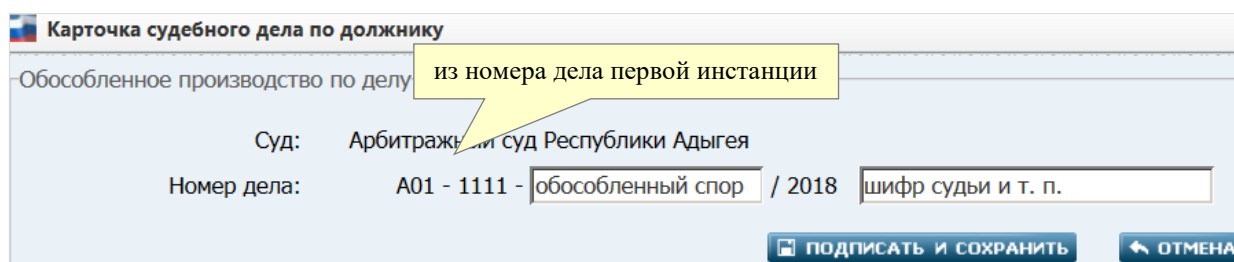 Карточка судебного дела по должнику
из номера дела первой инстанции
Обособленное производство по делу
Суд: Арбитражный суд Республики Адыгея
Номер дела: А01 - 1111 - обособленный спор / 2018 шифр судьи и т. п.
ПОДПИСАТЬ И СОХРАНИТЬ ОТМЕНА